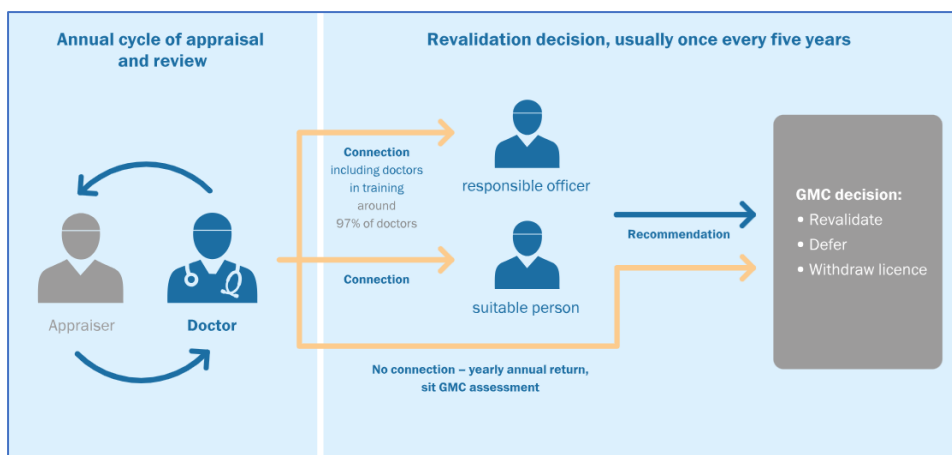 Annual cycle of appraisal
and review
Appraiser
Doctor
Revalidation decision, usually once every five years
Connection
including doctors
in training
around
97% of doctors
responsible officer
Connection
suitable person
Recommendation
No connection – yearly annual return,
sit GMC assessment
GMC decision:
• Revalidate
• Defer
• Withdraw licence